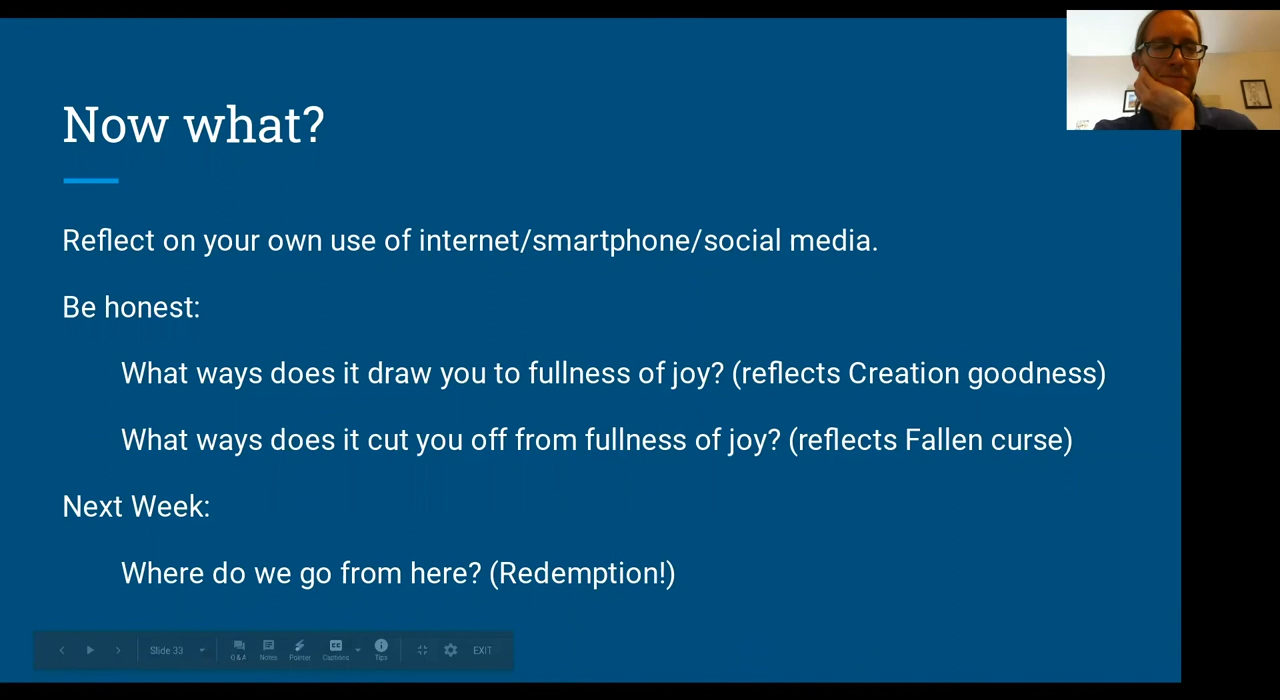 Now what?
Reflect on your own use of internet/smartphone/social media.
Be honest:
What ways does it draw you to fullness of joy? (reflects Creation goodness)
What ways does it cut you off from fullness of joy? (reflects Fallen curse)
Next Week:
Where do we go from here? (Redemption!)
Slide 33 Q & A Notes Pointer Captions Tips EXIT